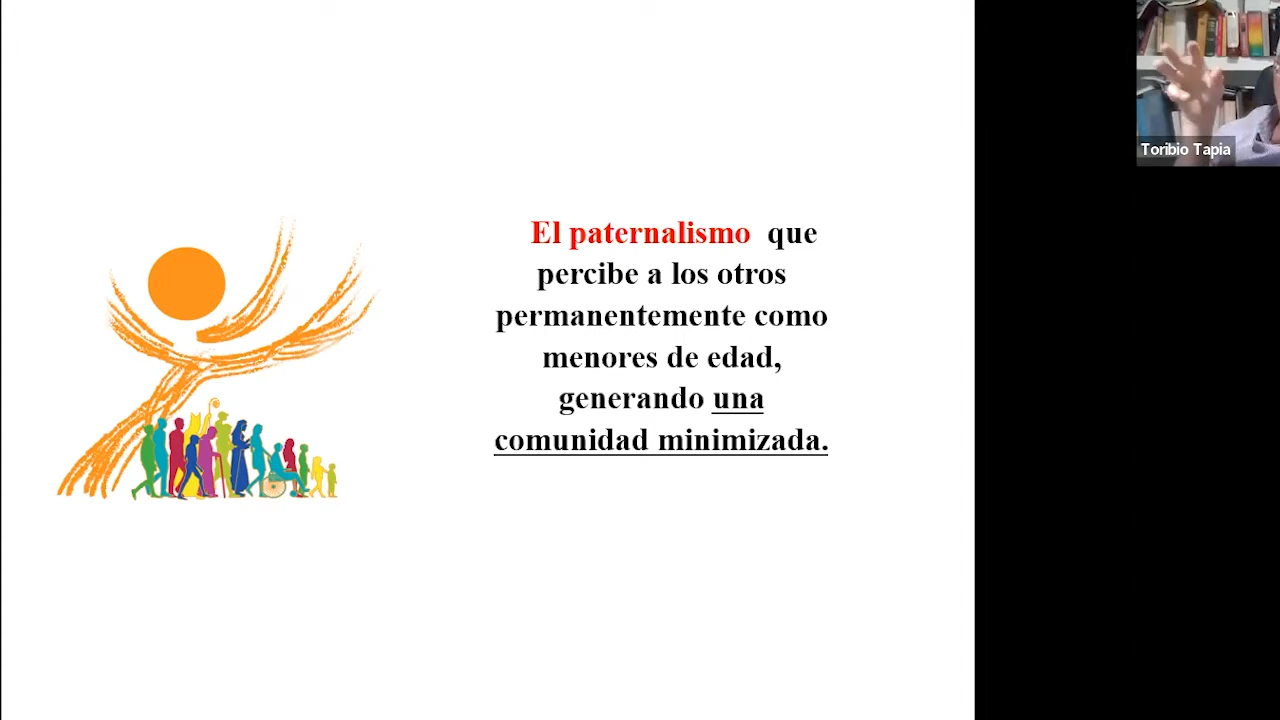 El paternalismo que
percibe a los otros
permanentemente como
menores de edad,
generando una
comunidad minimizada.
Toribio Tapia